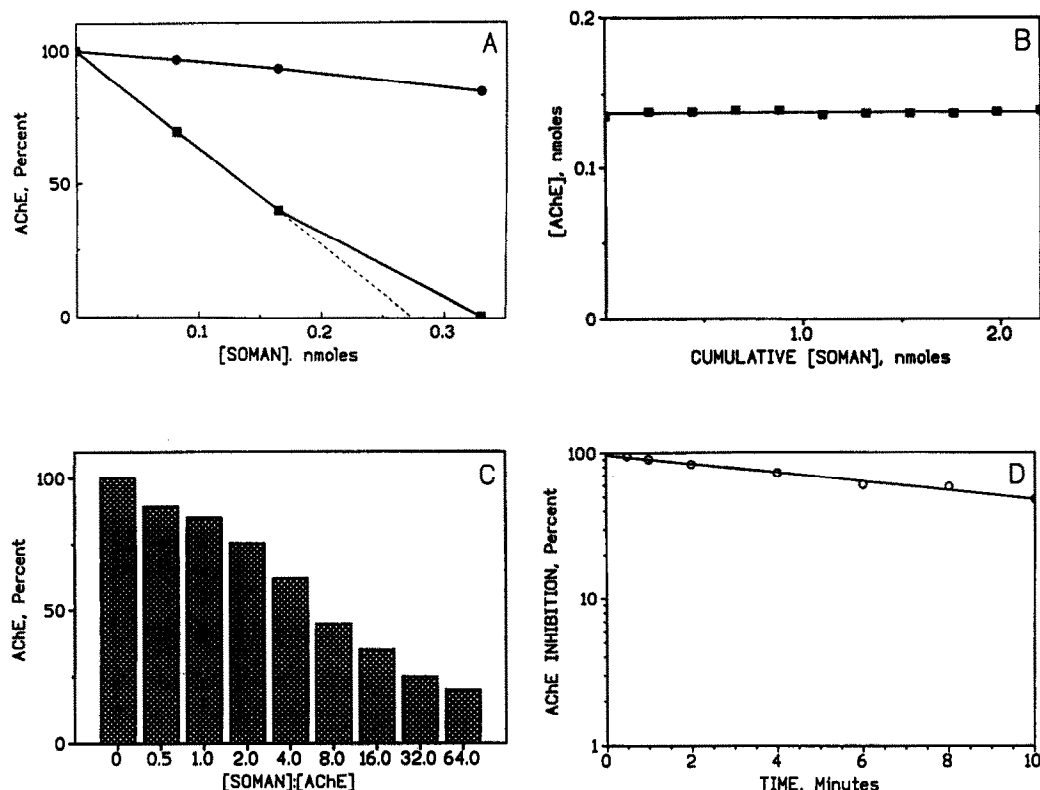 A
AChE, Percent
100
50
0
0.1
0.2
0.3
[SOMAN]. nmoles
B
[AChE], nmoles
0.2
0.1
0
1.0
2.0
CUMULATIVE [SOMAN], nmoles
C
AChE, Percent
100
50
0
0 0.5 1.0 2.0 4.0 8.0 16.0 32.0 64.0
[SOMAN]:[AChE]
D
AChE INHIBITION, Percent
100
10
1
0 2 4 6 8 10
TIME, Minutes